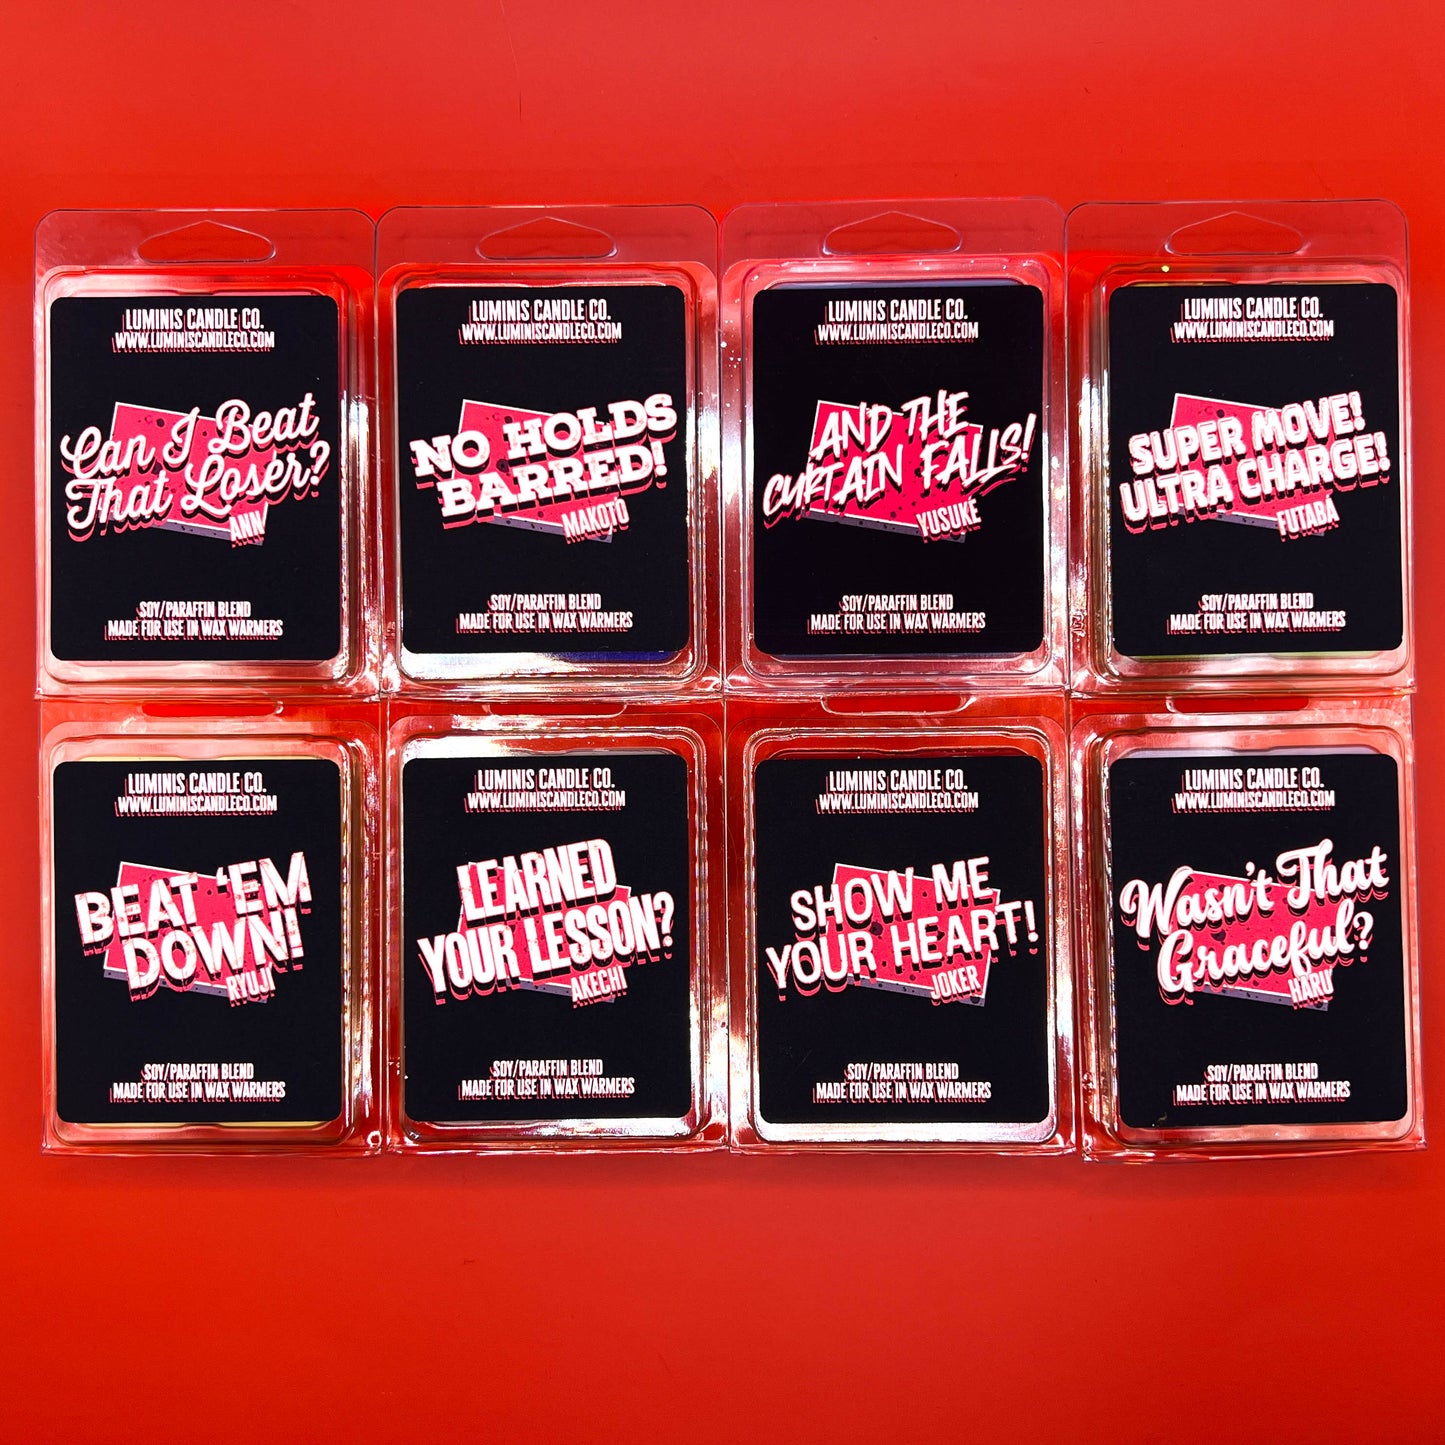 LUMINIS CANDLE CO.
WWW.LUMINISCANDLECO.COM
Can I Beat
That Loser?
ANN
SOY/PARAFFIN BLEND
MADE FOR USE IN WAX WARMERS
LUMINIS CANDLE CO.
WWW.LUMINISCANDLECO.COM
NO HOLDS
BARRED!
MAKOTO
SOY/PARAFFIN BLEND
MADE FOR USE IN WAX WARMERS
LUMINIS CANDLE CO.
WWW.LUMINISCANDLECO.COM
AND THE
CURTAIN FALLS!
YUSUKE
SOY/PARAFFIN BLEND
MADE FOR USE IN WAX WARMERS
LUMINIS CANDLE CO.
WWW.LUMINISCANDLECO.COM
SUPER MOVE!
ULTRA CHARGE!
FUTABA
SOY/PARAFFIN BLEND
MADE FOR USE IN WAX WARMERS
LUMINIS CANDLE CO.
WWW.LUMINISCANDLECO.COM
BEAT 'EM
DOWN!
RYUJI
SOY/PARAFFIN BLEND
MADE FOR USE IN WAX WARMERS
LUMINIS CANDLE CO.
WWW.LUMINISCANDLECO.COM
LEARNED
YOUR LESSON?
AKECHI
SOY/PARAFFIN BLEND
MADE FOR USE IN WAX WARMERS
LUMINIS CANDLE CO.
WWW.LUMINISCANDLECO.COM
SHOW ME
YOUR HEART!
JOKER
SOY/PARAFFIN BLEND
MADE FOR USE IN WAX WARMERS
LUMINIS CANDLE CO.
WWW.LUMINISCANDLECO.COM
Wasn't That
Graceful?
HARU
SOY/PARAFFIN BLEND
MADE FOR USE IN WAX WARMERS